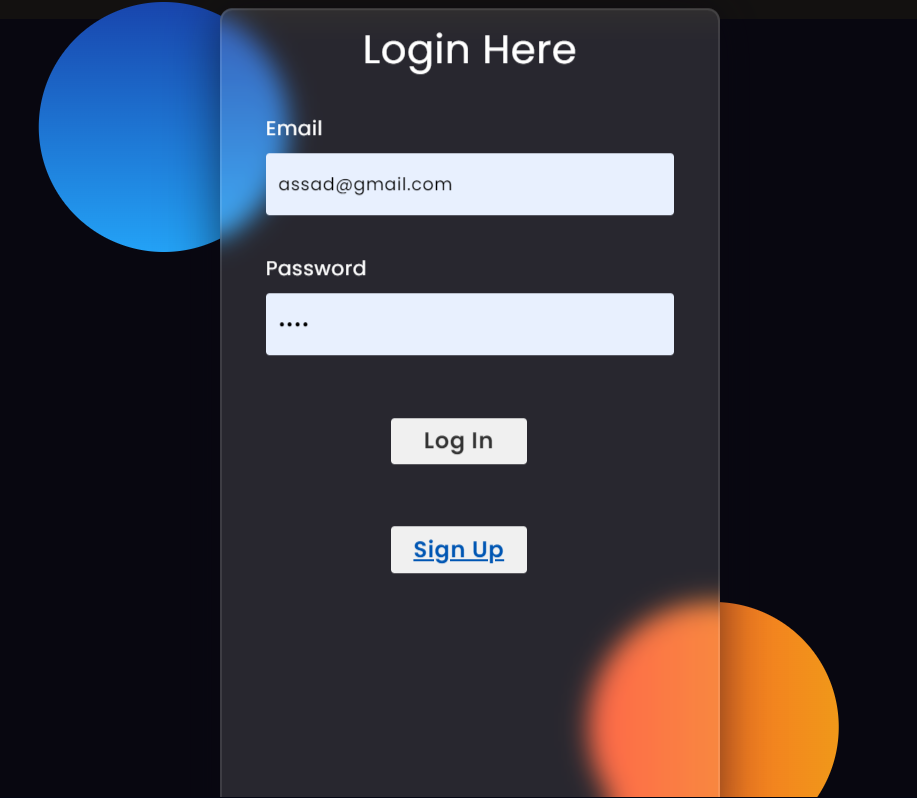 Login Here
Email
assad@gmail.com
Password
••••
Log In
Sign Up